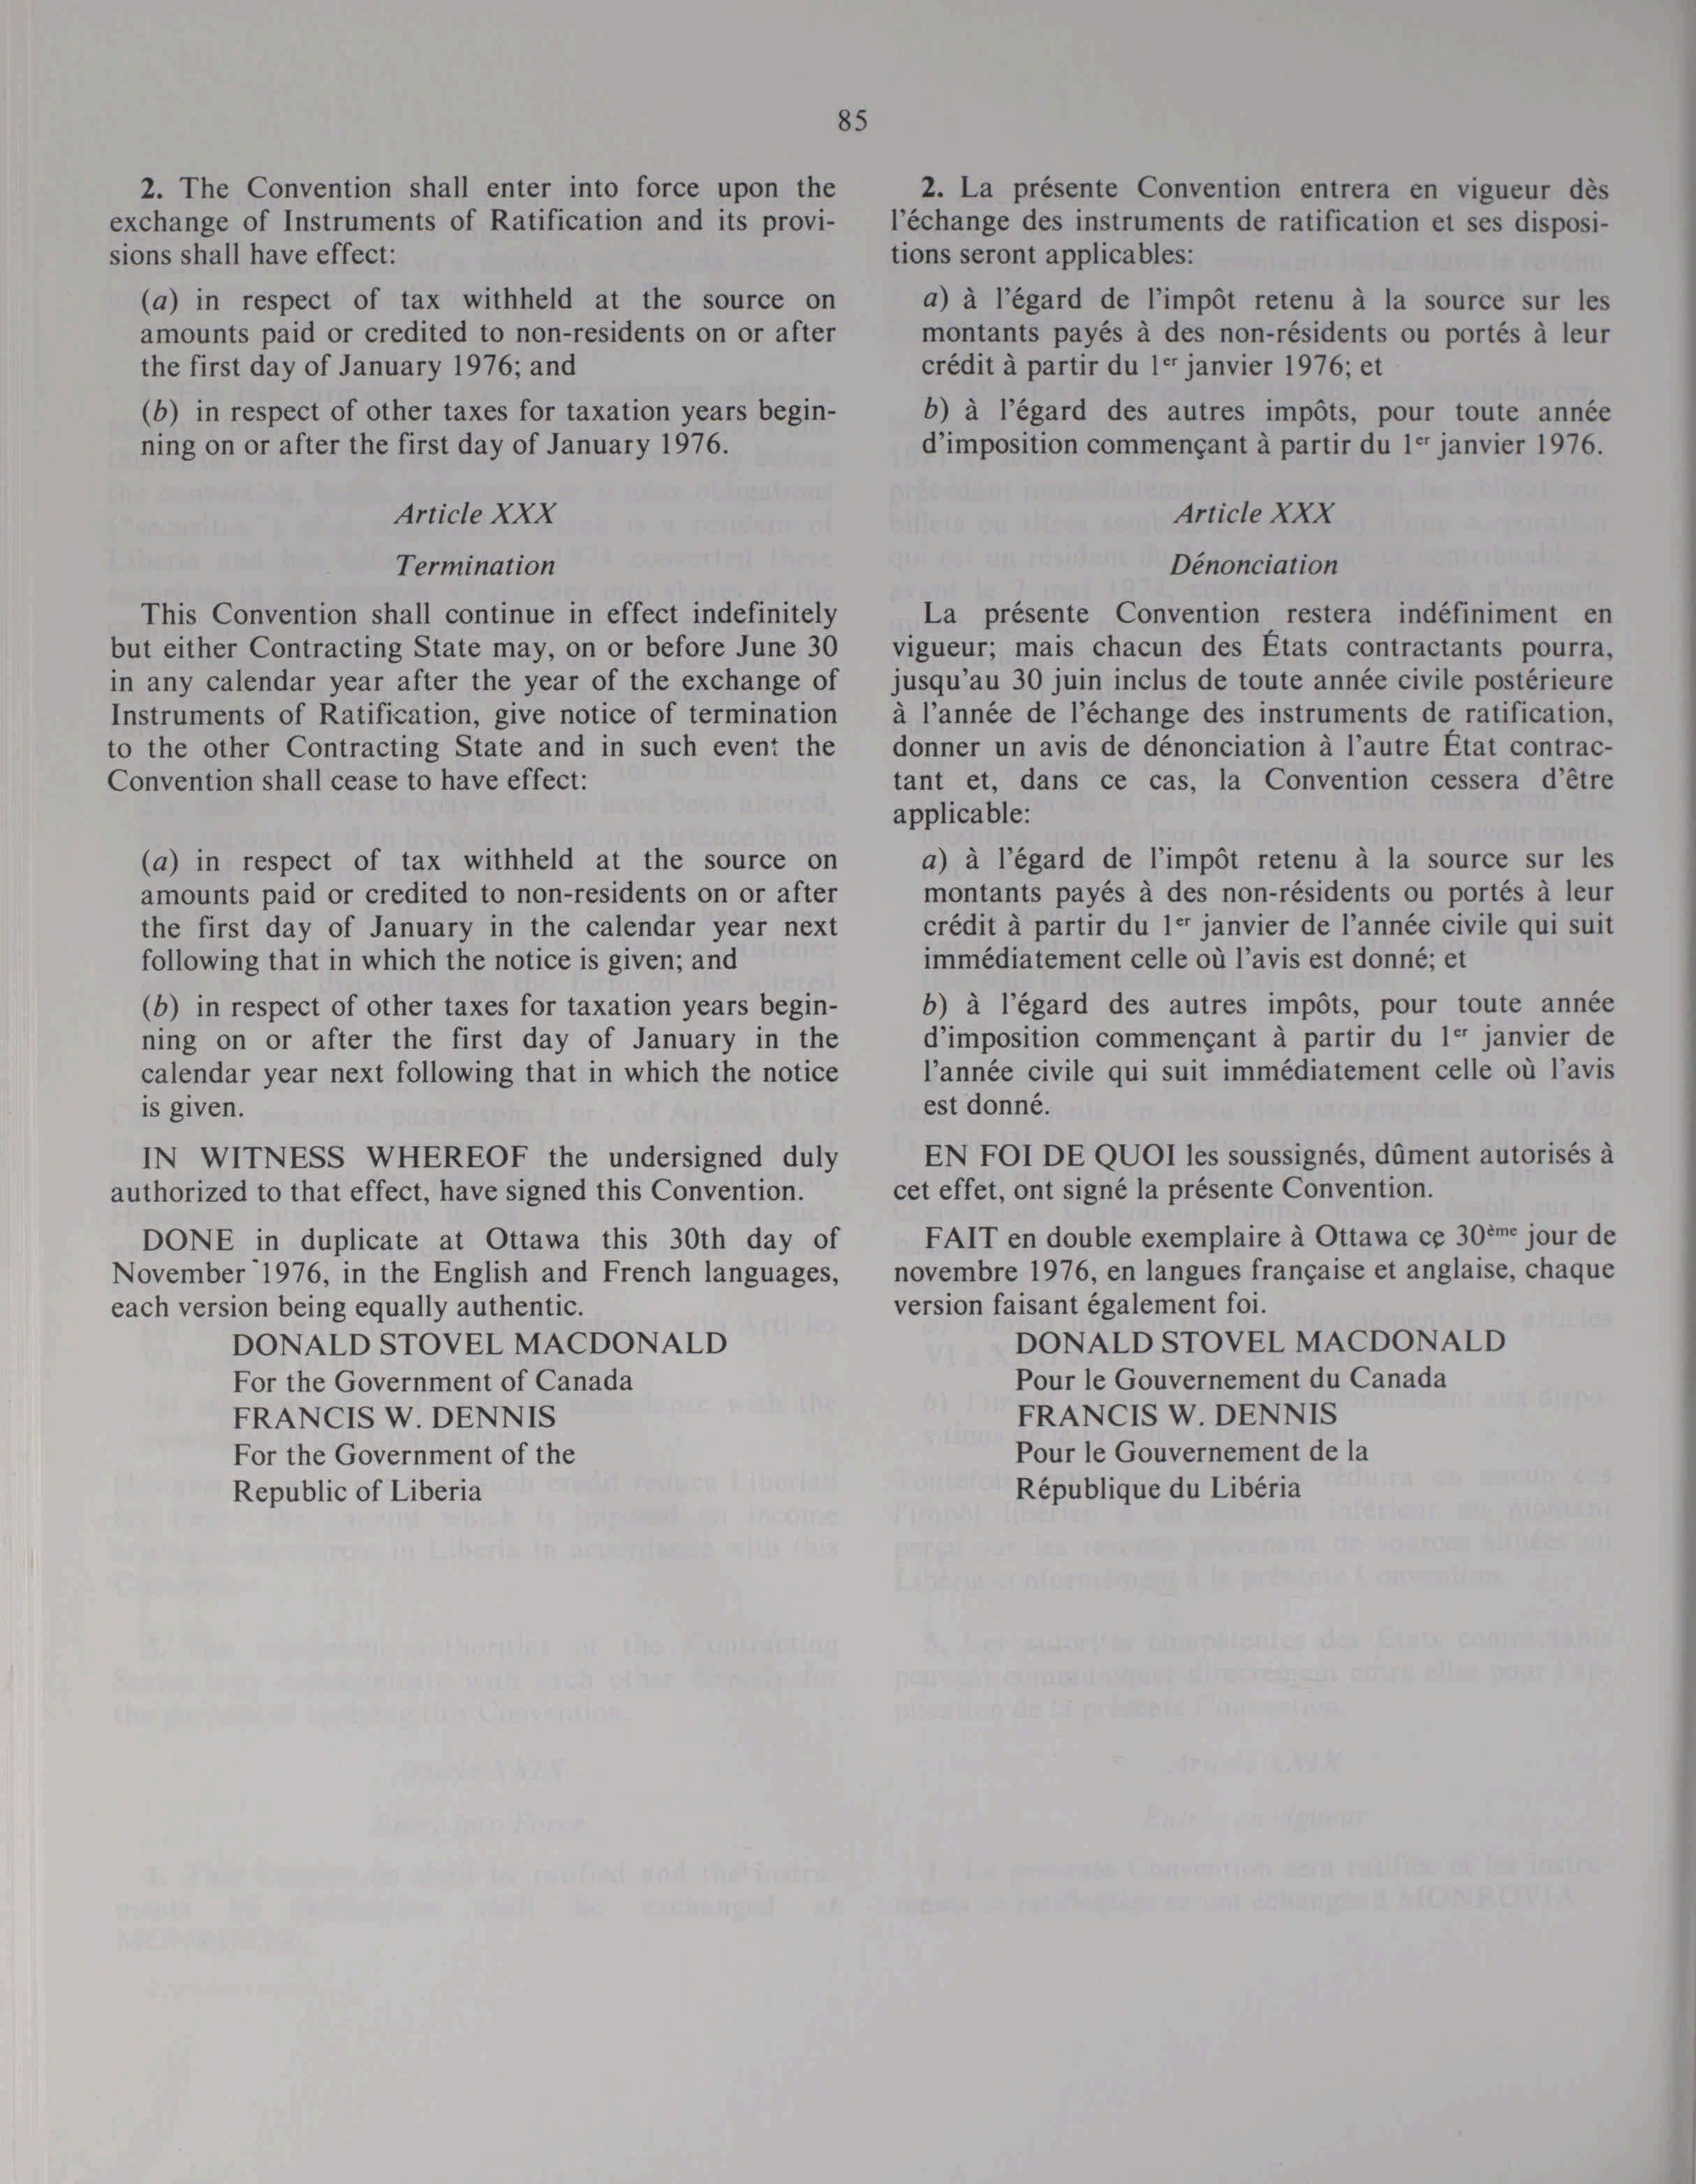 85
2. The Convention shall enter into force upon the
exchange of Instruments of Ratification and its provi-
sions shall have effect:
(a) in respect of tax withheld at the source on
amounts paid or credited to non-residents on or after
the first day of January 1976; and
(b) in respect of other taxes for taxation years begin-
ning on or after the first day of January 1976.
Article XXX
Termination
This Convention shall continue in effect indefinitely
but either Contracting State may, on or before June 30
in any calendar year after the year of the exchange of
Instruments of Ratification, give notice of termination
to the other Contracting State and in such event the
Convention shall cease to have effect:
(a) in respect of tax withheld at the source on
amounts paid or credited to non-residents on or after
the first day of January in the calendar year next
following that in which the notice is given; and
(b) in respect of other taxes for taxation years begin-
ning on or after the first day of January in the
calendar year next following that in which the notice
is given.
IN WITNESS WHEREOF the undersigned duly
authorized to that effect, have signed this Convention.
DONE in duplicate at Ottawa this 30th day of
November 1976, in the English and French languages,
each version being equally authentic.
DONALD STOVEL MACDONALD
For the Government of Canada
FRANCIS W. DENNIS
For the Government of the
Republic of Liberia
2. La présente Convention entrera en vigueur dès
l'échange des instruments de ratification et ses disposi-
tions seront applicables:
a) à l'égard de l'impôt retenu à la source sur les
montants payés à des non-résidents ou portés à leur
crédit à partir du 1er janvier 1976; et
b) à l'égard des autres impôts, pour toute année
d'imposition commençant à partir du 1er janvier 1976.
Article XXX
Dénonciation
La présente Convention restera indéfiniment en
vigueur; mais chacun des États contractants pourra,
jusqu'au 30 juin inclus de toute année civile postérieure
à l'année de l'échange des instruments de ratification,
donner un avis de dénonciation à l'autre État contrac-
tant et, dans ce cas, la Convention cessera d'être
applicable:
a) à l'égard de l'impôt retenu à la source sur les
montants payés à des non-résidents ou portés à leur
crédit à partir du 1er janvier de l'année civile qui suit
immédiatement celle où l'avis est donné; et
b) à l'égard des autres impôts, pour toute année
d'imposition commençant à partir du 1er janvier de
l'année civile qui suit immédiatement celle où l'avis
est donné.
EN FOI DE QUOI les soussignés, dûment autorisés à
cet effet, ont signé la présente Convention.
FAIT en double exemplaire à Ottawa ce 30ème jour de
novembre 1976, en langues française et anglaise, chaque
version faisant également foi.
DONALD STOVEL MACDONALD
Pour le Gouvernement du Canada
FRANCIS W. DENNIS
Pour le Gouvernement de la
République du Libéria